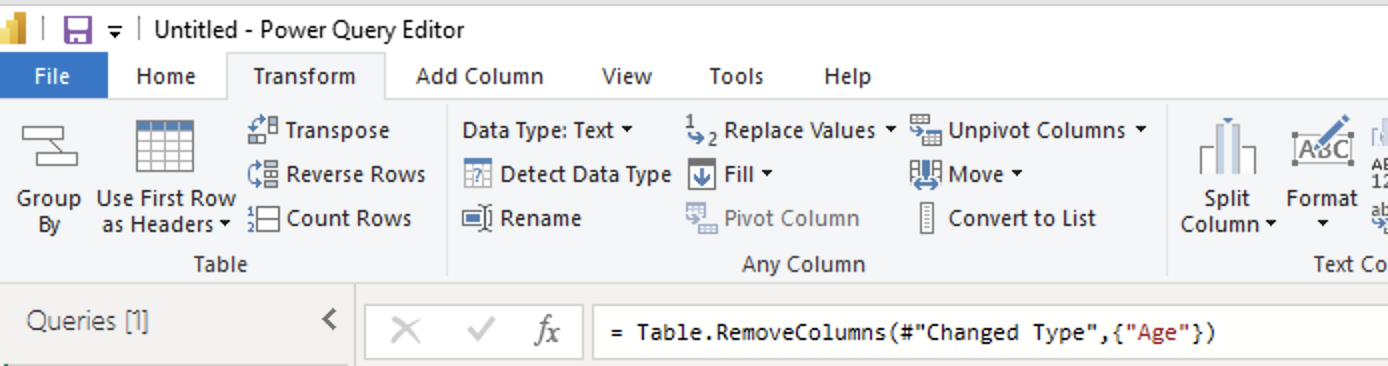 Untitled - Power Query Editor
File Home Transform Add Column View Tools Help
Group By
Use First Row as Headers
Transpose
Reverse Rows
Count Rows
Table
Data Type: Text
Detect Data Type
Rename
Replace Values
Fill
Pivot Column
Unpivot Columns
Move
Convert to List
Any Column
Split Column
ABC
Format
Text Co
Queries [1]
fx
= Table.RemoveColumns(#"Changed Type",{"Age"})